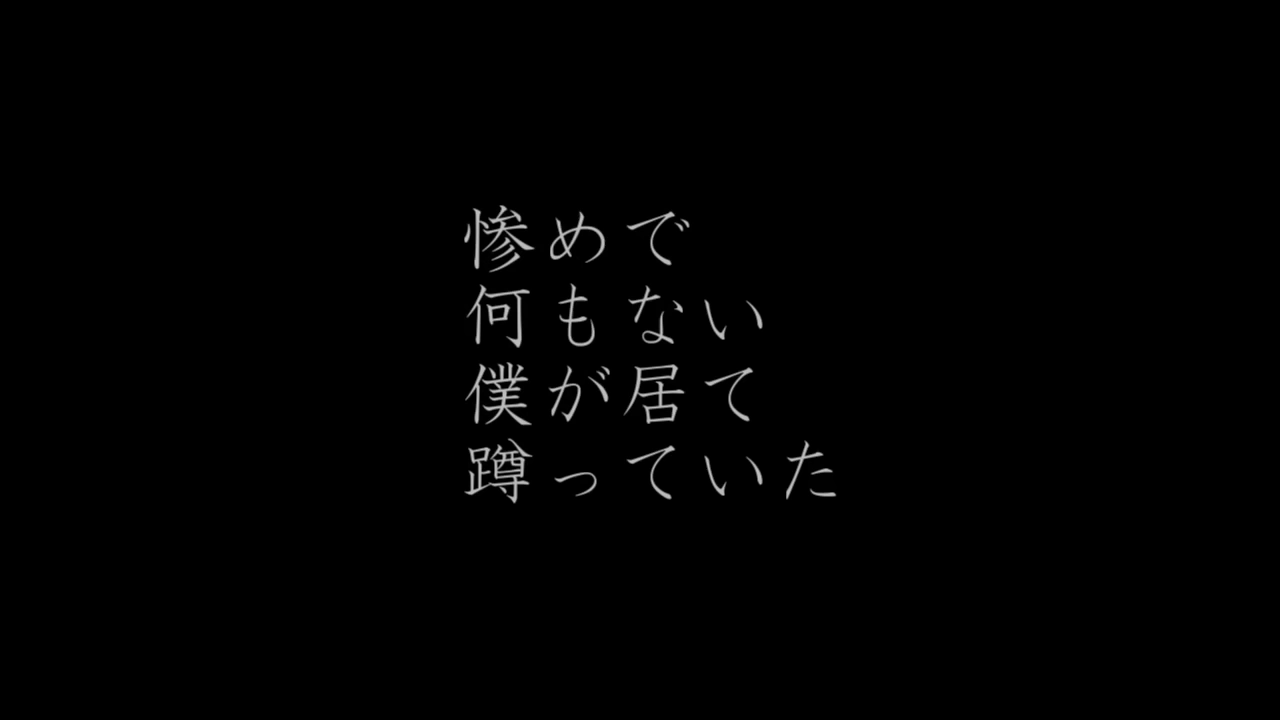 惨めで
何もない
僕が居て
蹲っていた